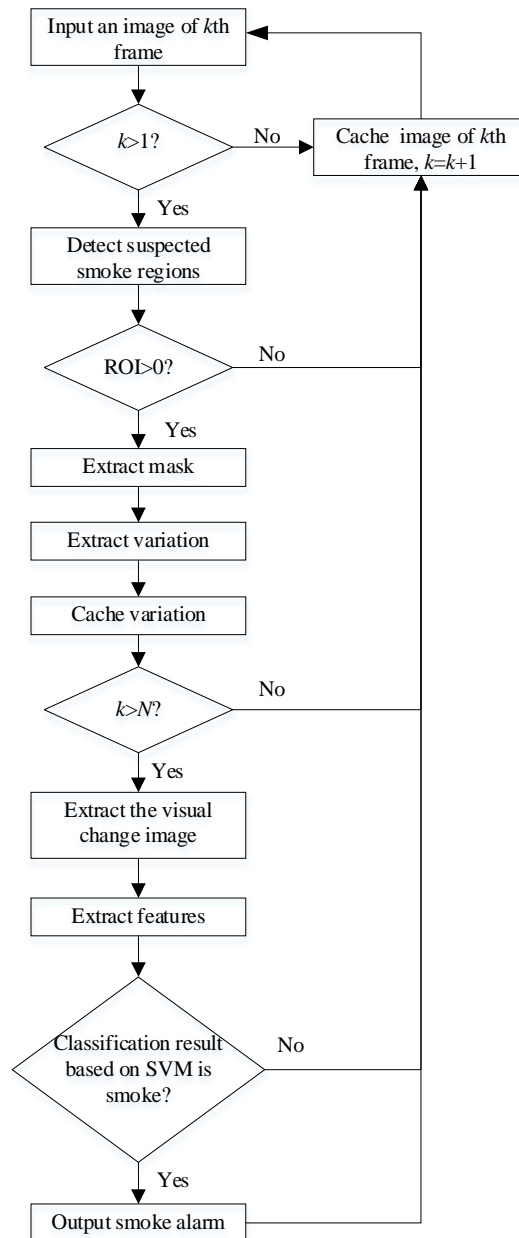 Input an image of kth
frame
k>1?
No
Cache image of kth
frame, k=k+1
Yes
Detect suspected
smoke regions
ROI>0?
No
Yes
Extract mask
Extract variation
Cache variation
k>N?
No
Yes
Extract the visual
change image
Extract features
Classification result
based on SVM is
smoke?
No
Yes
Output smoke alarm